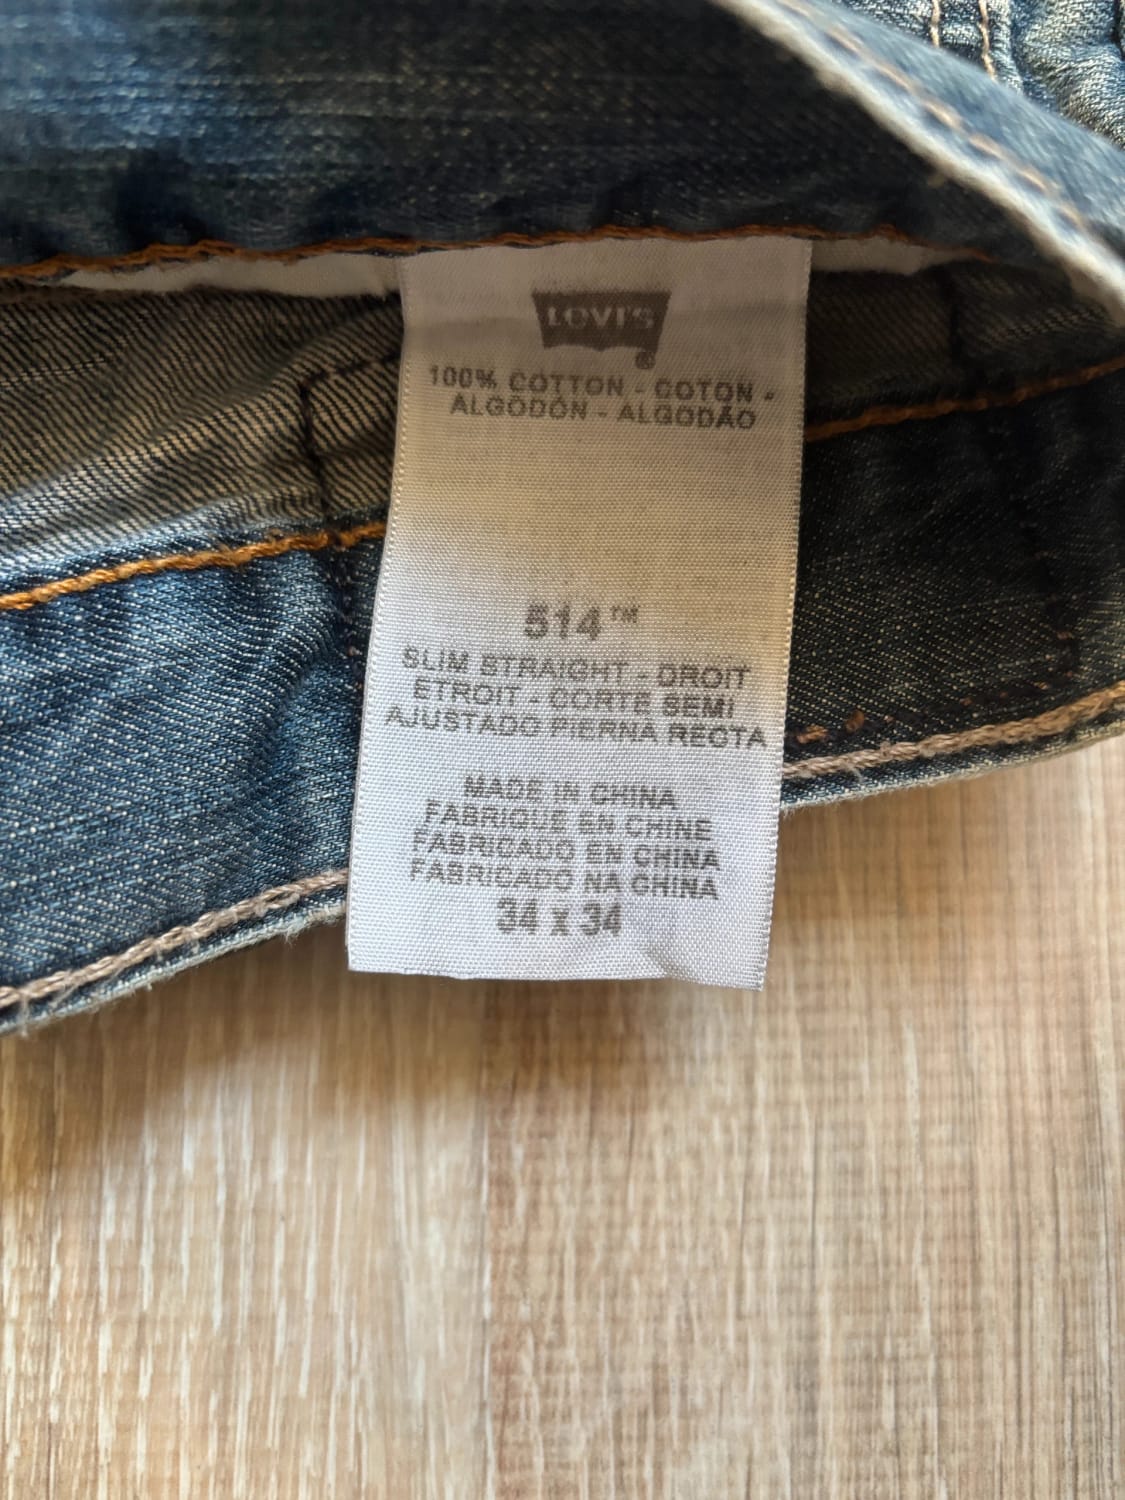 LEVI'S
®
100% COTTON - COTON -
ALGODÓN - ALGODÃO
514™
SLIM STRAIGHT - DROIT
ETROIT - CORTE SEMI
AJUSTADO PIERNA RECTA
MADE IN CHINA
FABRIQUE EN CHINE
FABRICADO EN CHINA
FABRICADO NA CHINA
34 x 34